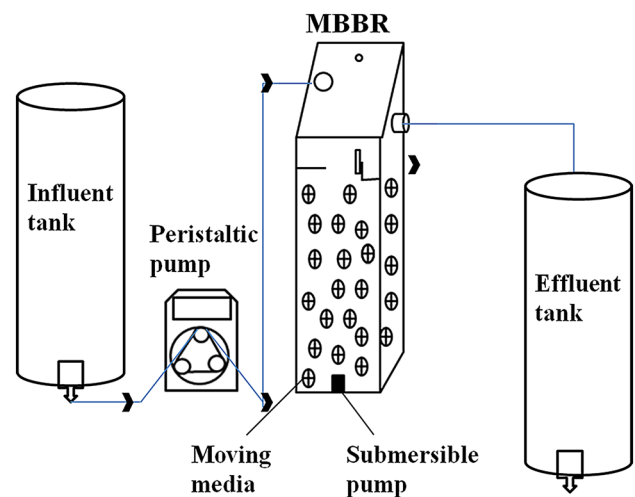 MBBR
Influent
tank
Peristaltic
pump
Effluent
tank
Moving
media
Submersible
pump